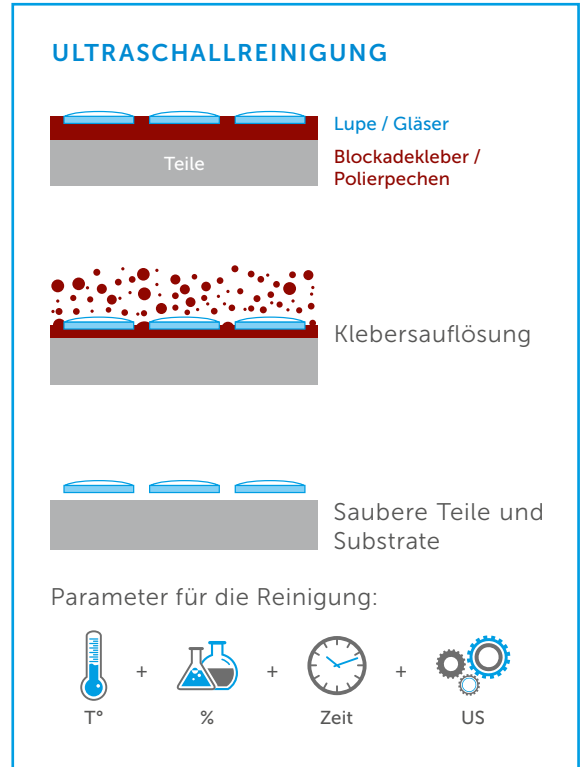 ULTRASCHALLREINIGUNG
Lupe / Gläser
Teile
Blockadekleber /
Polierpechen
Klebersauflösung
Saubere Teile und
Substrate
Parameter für die Reinigung:
+ + +
T° % Zeit US